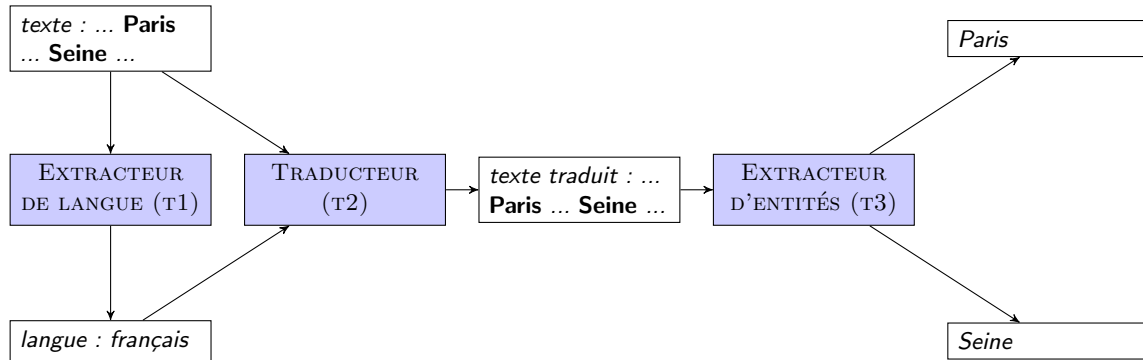 texte : ... Paris
... Seine ...
Paris
EXTRACTEUR
DE LANGUE (T1)
TRADUCTEUR
(T2)
texte traduit : ...
Paris ... Seine ...
EXTRACTEUR
D'ENTITÉS (T3)
langue : français
Seine